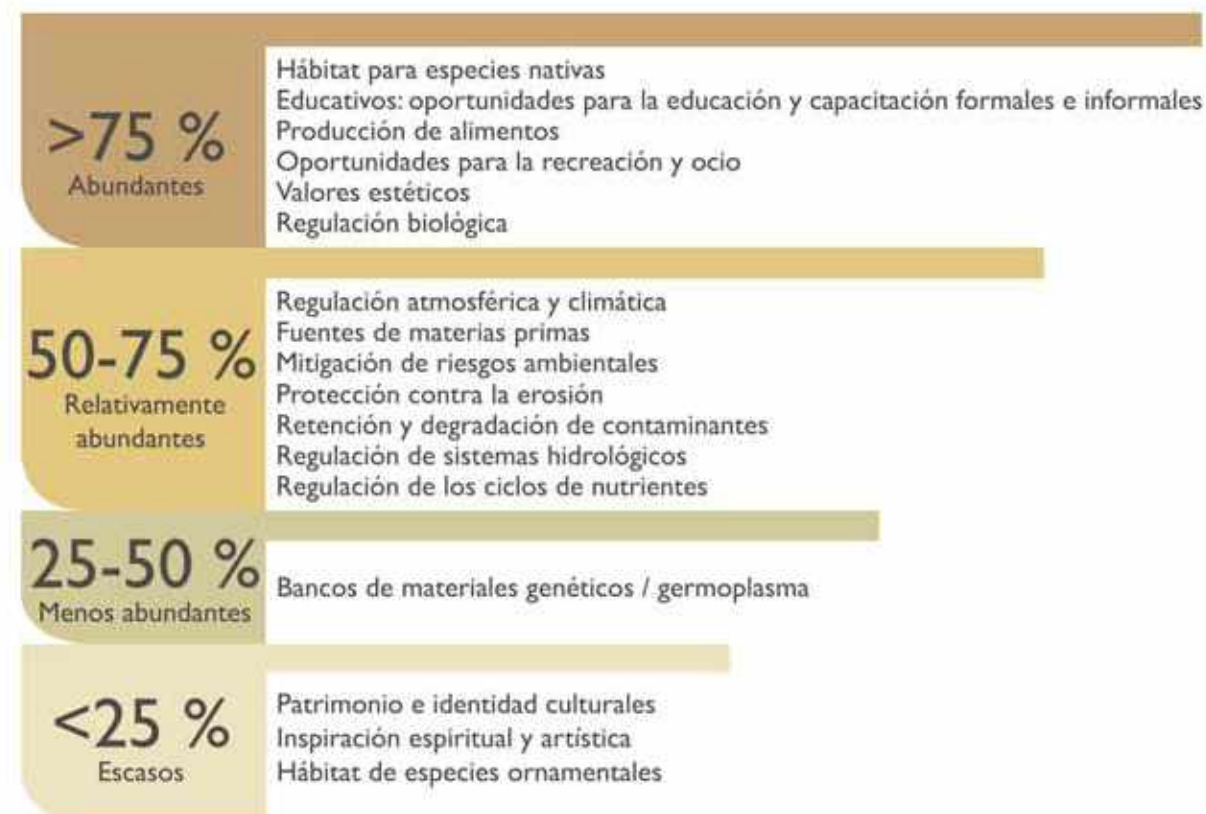 >75 %
Abundantes
Hábitat para especies nativas
Educativos: oportunidades para la educación y capacitación formales e informales
Producción de alimentos
Oportunidades para la recreación y ocio
Valores estéticos
Regulación biológica
50-75 %
Relativamente
abundantes
Regulación atmosférica y climática
Fuentes de materias primas
Mitigación de riesgos ambientales
Protección contra la erosión
Retención y degradación de contaminantes
Regulación de sistemas hidrológicos
Regulación de los ciclos de nutrientes
25-50 %
Menos abundantes
Bancos de materiales genéticos / germoplasma
<25 %
Escasos
Patrimonio e identidad culturales
Inspiración espiritual y artística
Hábitat de especies ornamentales